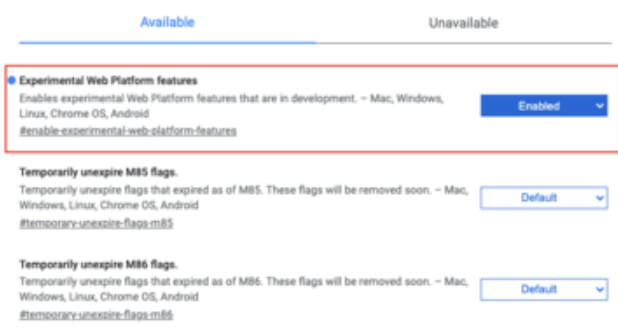 Available
Unavailable
Experimental Web Platform features
Enables experimental Web Platform features that are in development. – Mac, Windows,
Linux, Chrome OS, Android
#enable-experimental-web-platform-features
Enabled
Temporarily unexpire M85 flags.
Temporarily unexpire flags that expired as of M85. These flags will be removed soon. – Mac,
Windows, Linux, Chrome OS, Android
#temporary-unexpire-flags-m85
Default
Temporarily unexpire M86 flags.
Temporarily unexpire flags that expired as of M86. These flags will be removed soon. – Mac,
Windows, Linux, Chrome OS, Android
#temporary-unexpire-flags-m86
Default